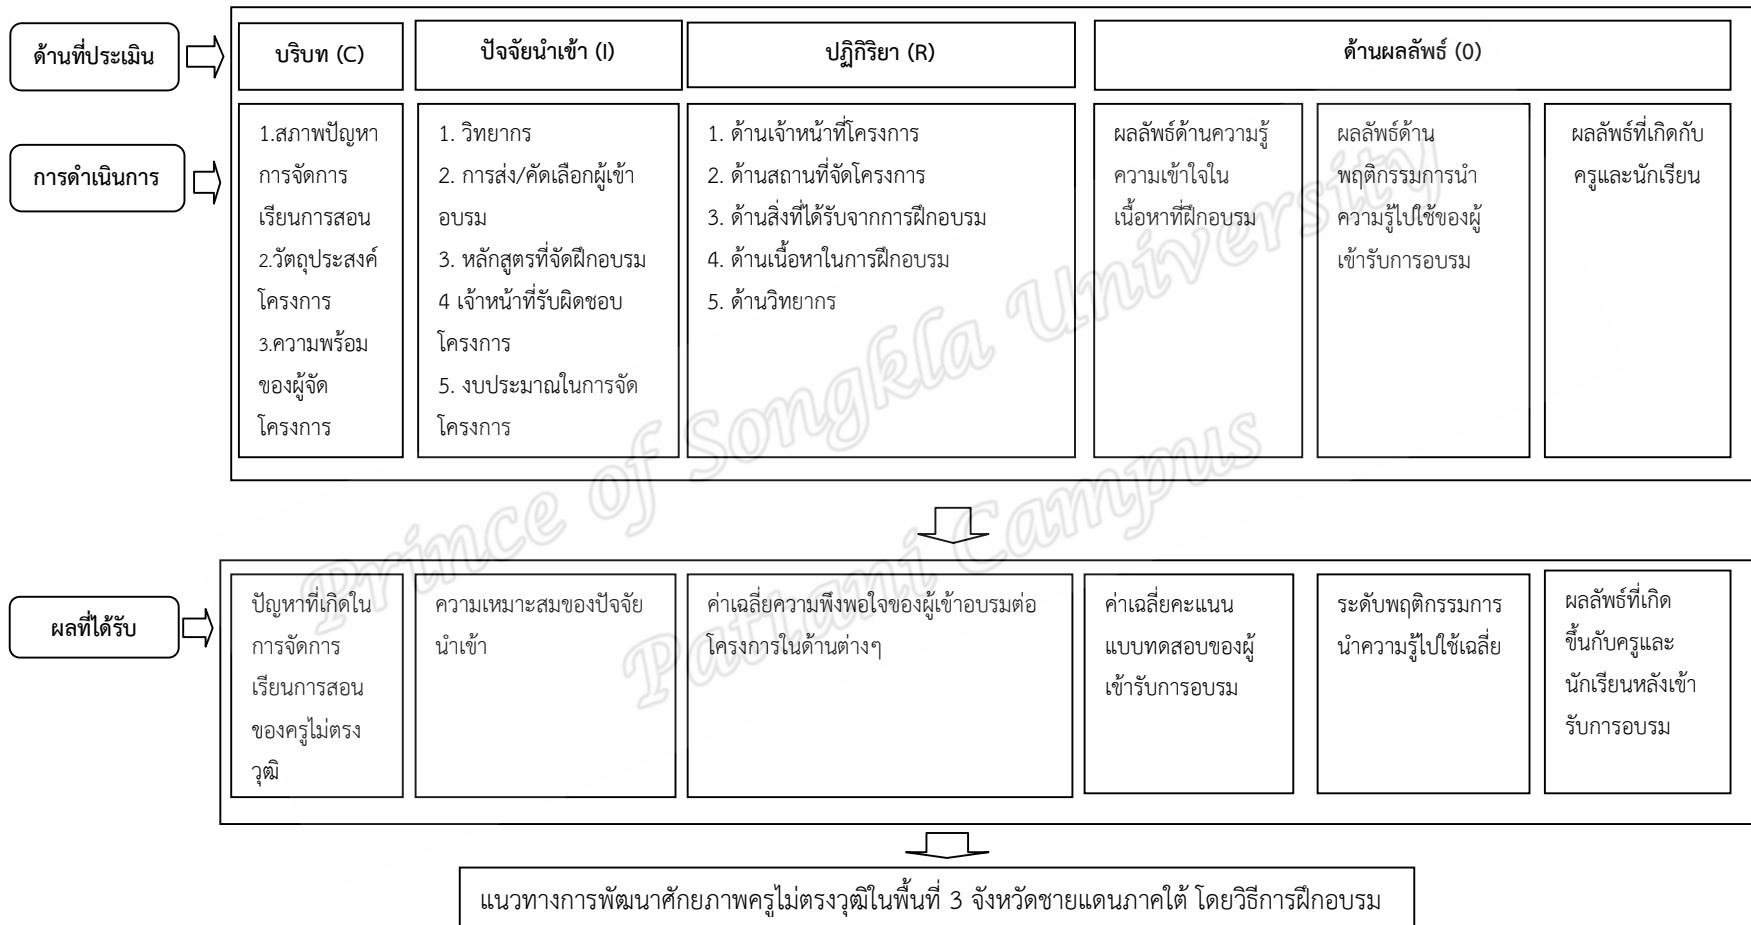 ด้านที่ประเมิน
บริบท (C)
ปัจจัยนำเข้า (I)
ปฏิกิริยา (R)
ด้านผลลัพธ์ (0)
การดำเนินการ
1.สภาพปัญหา
การจัดการ
เรียนการสอน
2.วัตถุประสงค์
โครงการ
3.ความพร้อม
ของผู้จัด
โครงการ
1. วิทยากร
2. การส่ง/คัดเลือกผู้เข้า
อบรม
3. หลักสูตรที่จัดฝึกอบรม
4 เจ้าหน้าที่รับผิดชอบ
โครงการ
5. งบประมาณในการจัด
โครงการ
1. ด้านเจ้าหน้าที่โครงการ
2. ด้านสถานที่จัดโครงการ
3. ด้านสิ่งที่ได้รับจากการฝึกอบรม
4. ด้านเนื้อหาในการฝึกอบรม
5. ด้านวิทยากร
ผลลัพธ์ด้านความรู้
ความเข้าใจใน
เนื้อหาที่ฝึกอบรม
ผลลัพธ์ด้าน
พฤติกรรมการนำ
ความรู้ไปใช้ของผู้
เข้ารับการอบรม
ผลลัพธ์ที่เกิดกับ
ครูและนักเรียน
ผลที่ได้รับ
ปัญหาที่เกิดใน
การจัดการ
เรียนการสอน
ของครูไม่ตรง
วุฒิ
ความเหมาะสมของปัจจัย
นำเข้า
ค่าเฉลี่ยความพึงพอใจของผู้เข้าอบรมต่อ
โครงการในด้านต่างๆ
ค่าเฉลี่ยคะแนน
แบบทดสอบของผู้
เข้ารับการอบรม
ระดับพฤติกรรมการ
นำความรู้ไปใช้เฉลี่ย
ผลลัพธ์ที่เกิด
ขึ้นกับครูและ
นักเรียนหลังเข้า
รับการอบรม
แนวทางการพัฒนาศักยภาพครูไม่ตรงวุฒิในพื้นที่ 3 จังหวัดชายแดนภาคใต้ โดยวิธีการฝึกอบรม
Prince of Songkla University
Pattani Campus